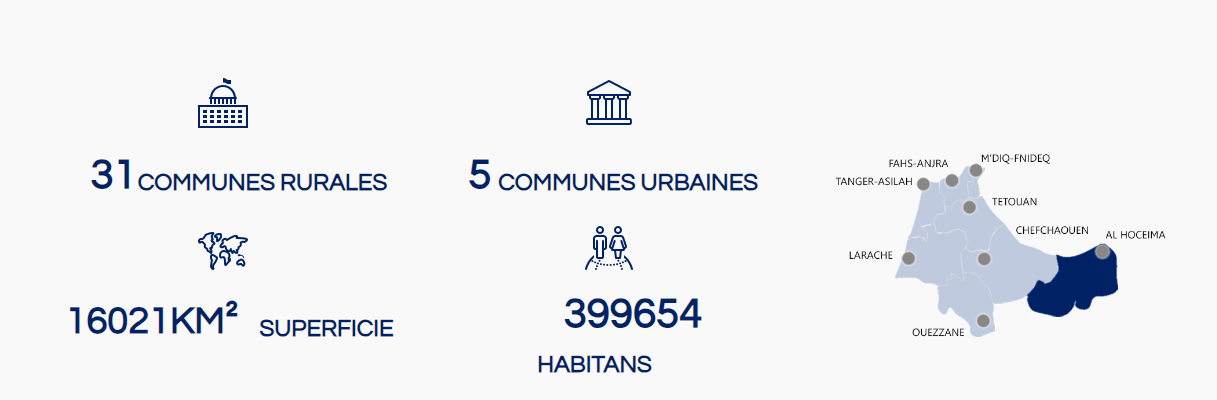 31 COMMUNES RURALES
5 COMMUNES URBAINES
16021KM² SUPERFICIE
399654
HABITANS
FAHS-ANJRA
M'DIQ-FNIDEQ
TANGER-ASILAH
TETOUAN
CHEFCHAOUEN
AL HOCEIMA
LARACHE
OUEZZANE